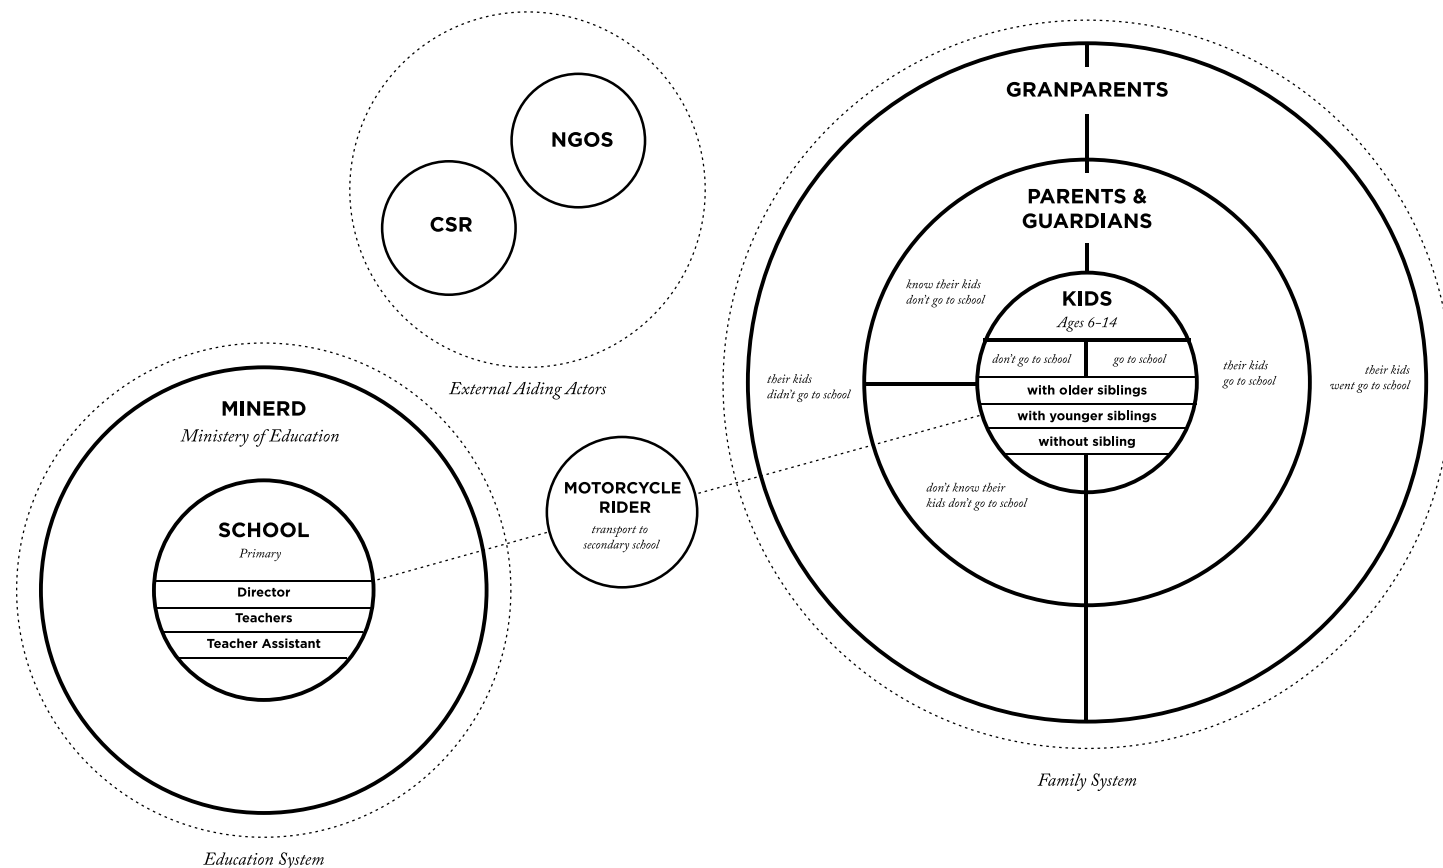 NGOS
CSR
External Aiding Actors
MINERD
Ministery of Education
SCHOOL
Primary
Director
Teachers
Teacher Assistant
Education System
MOTORCYCLE
RIDER
transport to
secondary school
GRANPARENTS
PARENTS &
GUARDIANS
know their kids
don't go to school
KIDS
Ages 6-14
don't go to school
go to school
with older siblings
with younger siblings
without sibling
their kids
didn't go to school
their kids
go to school
their kids
went to school
don't know their
kids don't go to school
Family System